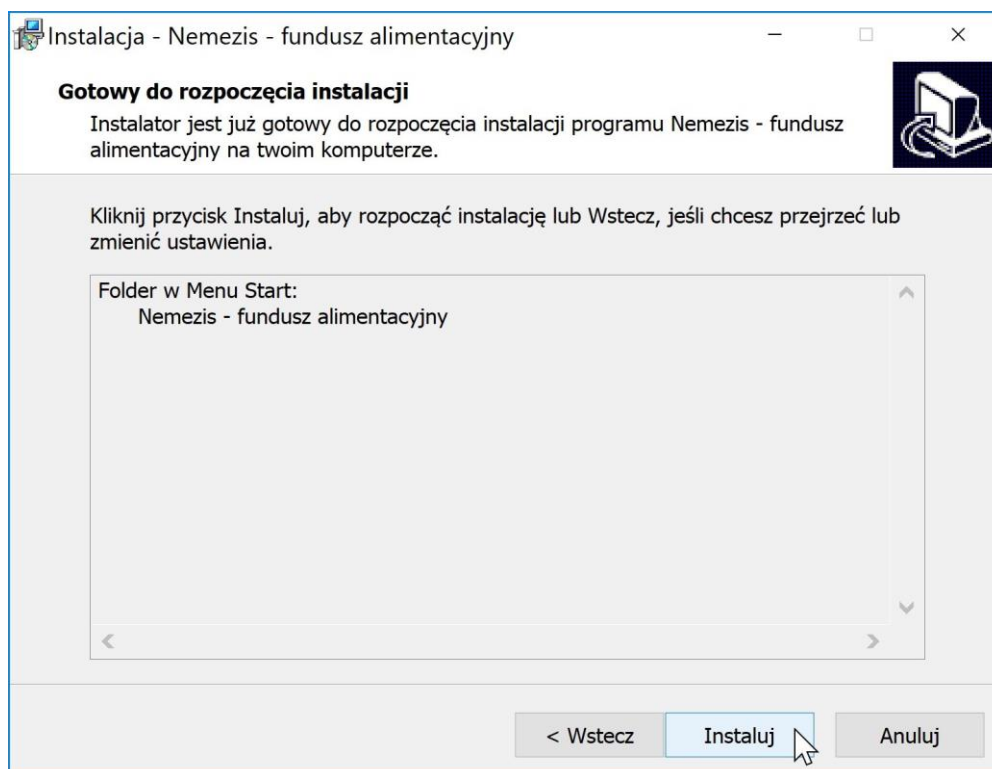 Instalacja - Nemezis - fundusz alimentacyjny
Gotowy do rozpoczęcia instalacji
Instalator jest już gotowy do rozpoczęcia instalacji programu Nemezis - fundusz
alimentacyjny na twoim komputerze.
Kliknij przycisk Instaluj, aby rozpocząć instalację lub Wstecz, jeśli chcesz przejrzeć lub
zmienić ustawienia.
Folder w Menu Start:
Nemezis - fundusz alimentacyjny
< Wstecz
Instaluj
Anuluj